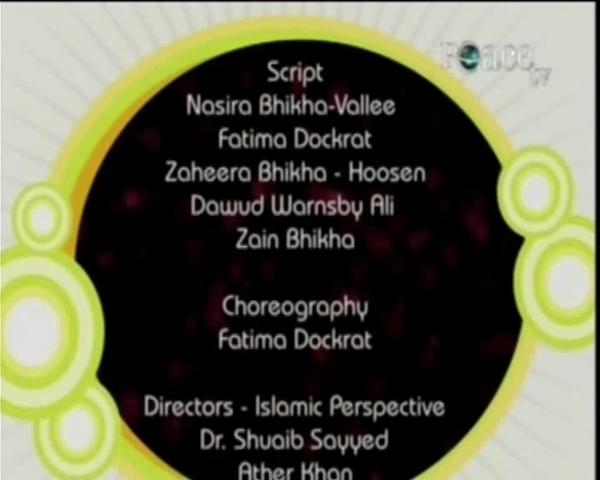 Peace
tv
Script
Nasira Bhikha-Vallee
Fatima Dockrat
Zaheera Bhikha - Hoosen
Dawud Warnsby Ali
Zain Bhikha
Choreography
Fatima Dockrat
Directors - Islamic Perspective
Dr. Shuaib Sayyed
Ather Khan